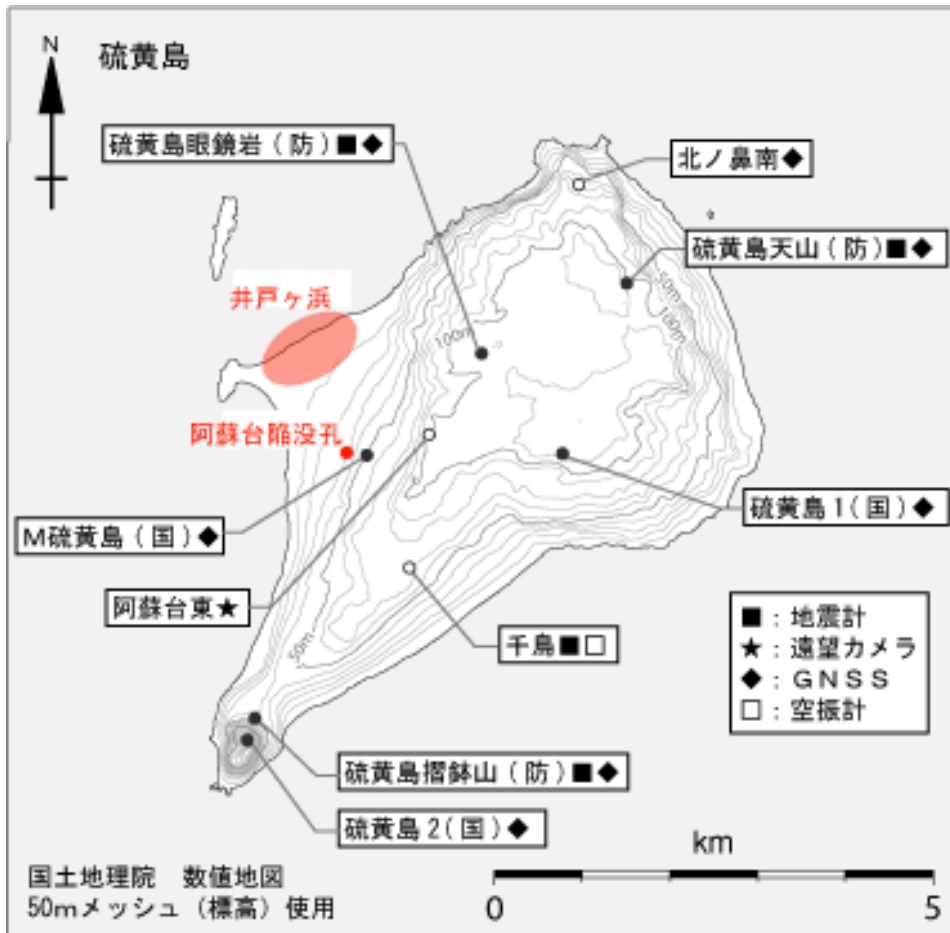 N
硫黄島
硫黄島眼鏡岩(防)■◆
北ノ鼻南◆
硫黄島天山(防)■◆
井戸ヶ浜
50m
100m
100m
阿蘇台陥没孔
硫黄島1(国)◆
M硫黄島(国)◆
阿蘇台東★
■:地震計
★:遠望カメラ
◆:GNSS
□:空振計
千鳥■□
50m
硫黄島摺鉢山(防)■◆
硫黄島2(国)◆
km
国土地理院 数値地図
50mメッシュ(標高)使用
0
5